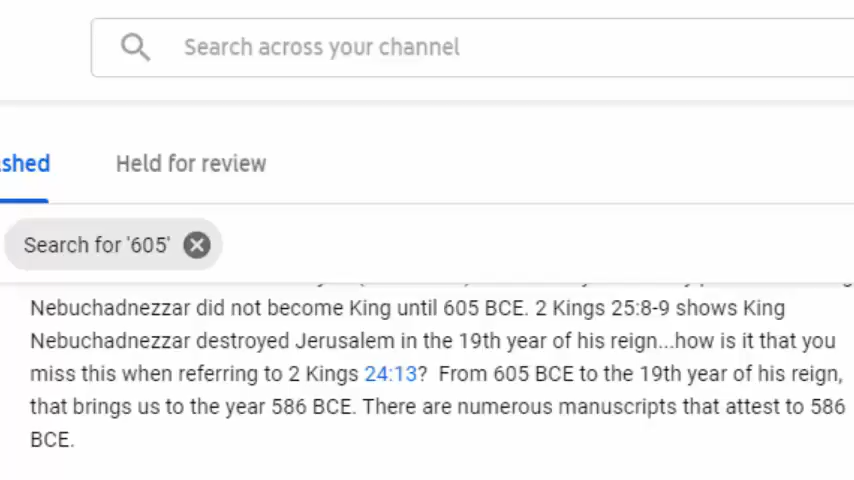 Search across your channel
shed
Held for review
Search for '605'
Nebuchadnezzar did not become King until 605 BCE. 2 Kings 25:8-9 shows King
Nebuchadnezzar destroyed Jerusalem in the 19th year of his reign...how is it that you
miss this when referring to 2 Kings 24:13?  From 605 BCE to the 19th year of his reign,
that brings us to the year 586 BCE. There are numerous manuscripts that attest to 586
BCE.